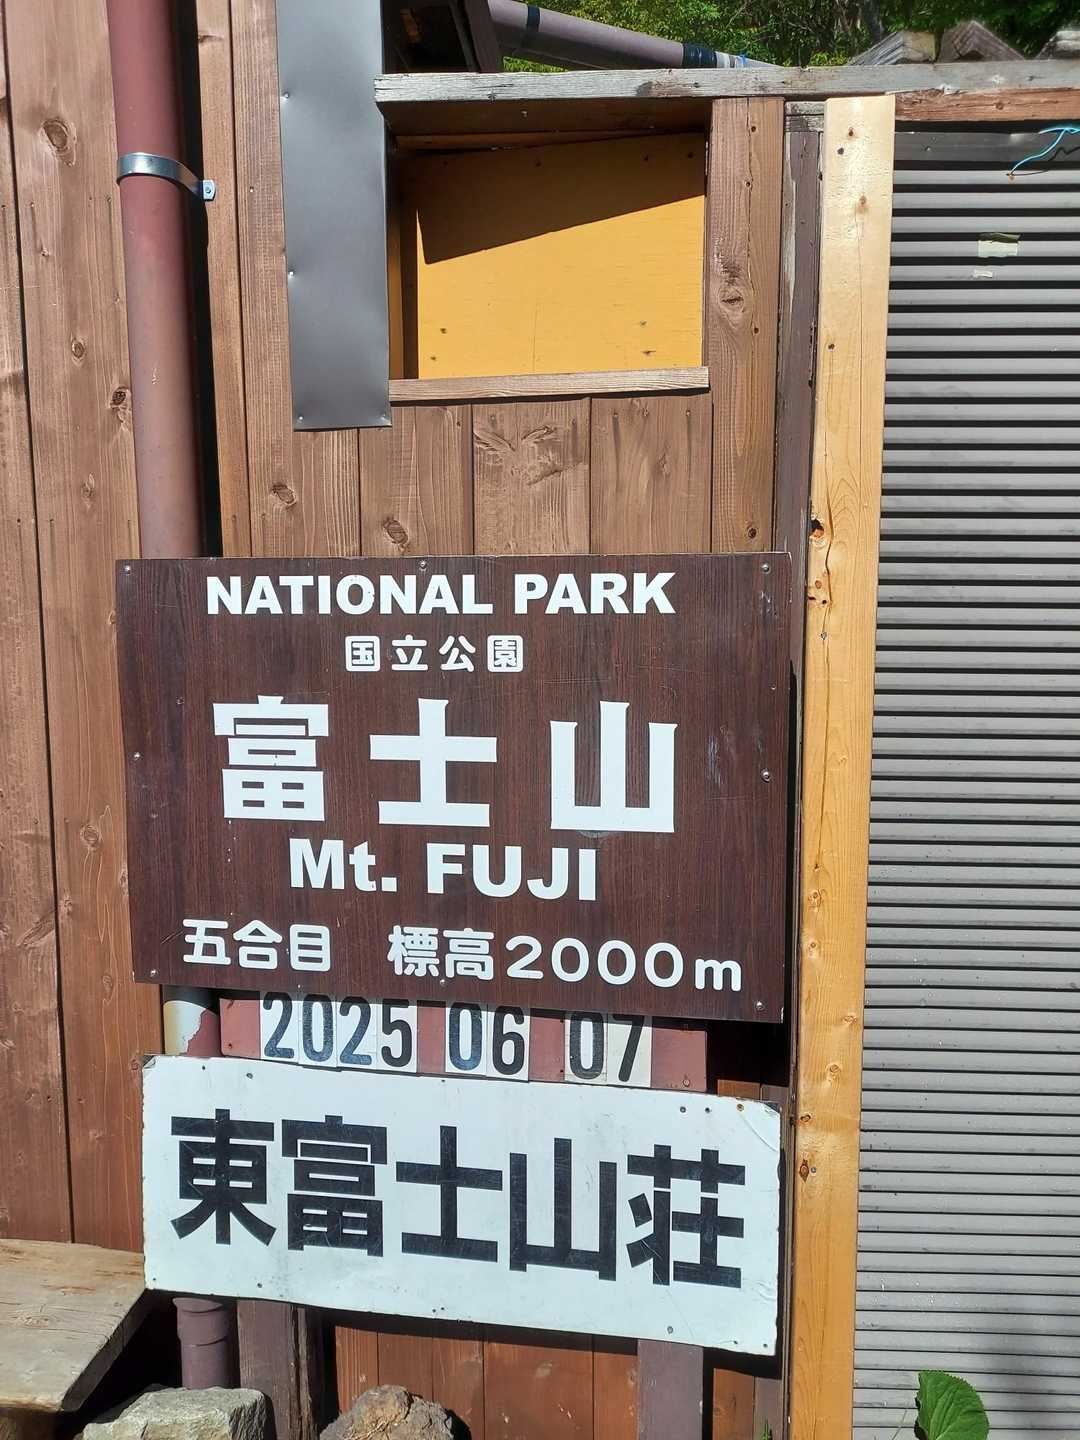 NATIONAL PARK
国立公園
富士山
Mt. FUJI
五合目 標高2000m
2025 06 07
東富士山荘